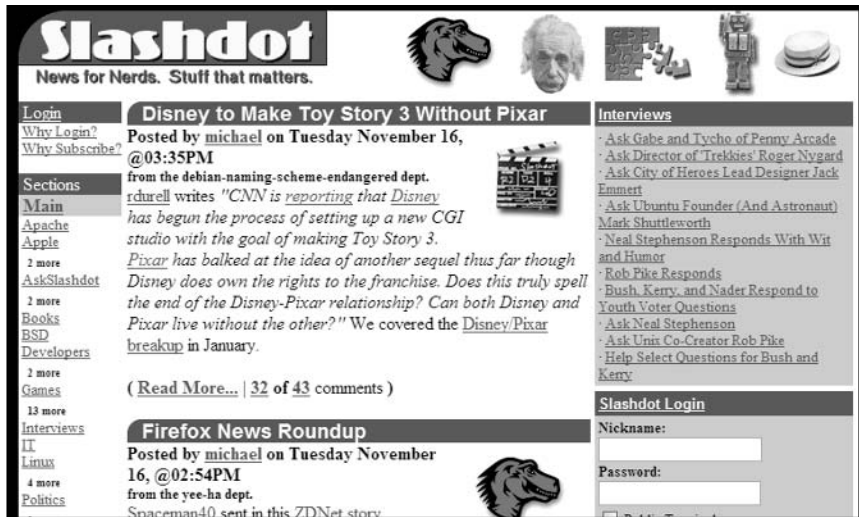 Slashdot
News for Nerds. Stuff that matters.
Login
Why Login?
Why Subscribe?
Sections
Main
Apache
Apple
2 more
AskSlashdot
2 more
Books
BSD
Developers
2 more
Games
13 more
Interviews
IT
Linux
4 more
Politics
Disney to Make Toy Story 3 Without Pixar
Posted by michael on Tuesday November 16,
@03:35PM
from the debian-naming-scheme-endangered dept.
rdurell writes "CNN is reporting that Disney
has begun the process of setting up a new CGI
studio with the goal of making Toy Story 3.
Pixar has balked at the idea of another sequel thus far though
Disney does own the rights to the franchise. Does this truly spell
the end of the Disney-Pixar relationship? Can both Disney and
Pixar live without the other?" We covered the Disney/Pixar
breakup in January.
( Read More... | 32 of 43 comments )
Firefox News Roundup
Posted by michael on Tuesday November
16, @02:54PM
from the yee-ha dept.
Spaceman40 sent in this ZDNet story
Interviews
· Ask Gabe and Tycho of Penny Arcade
· Ask Director of 'Trekkies' Roger Nygard
· Ask City of Heroes Lead Designer Jack
Emmert
· Ask Ubuntu Founder (And Astronaut)
Mark Shuttleworth
· Neal Stephenson Responds With Wit
and Humor
· Rob Pike Responds
· Bush, Kerry, and Nader Respond to
Youth Voter Questions
· Ask Neal Stephenson
· Ask Unix Co-Creator Rob Pike
· Help Select Questions for Bush and
Kerry
Slashdot Login
Nickname:
Password: